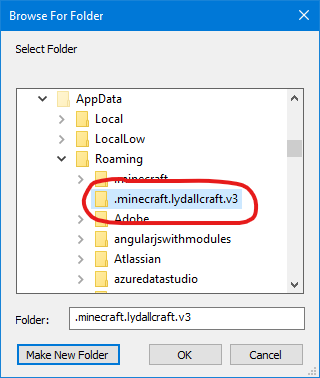 Browse For Folder
Select Folder
AppData
Local
LocalLow
Roaming
.minecraft
.minecraft.lydallcraft.v3
Adobe
angularjswithmodules
Atlassian
azuredatastudio
Folder: .minecraft.lydallcraft.v3
Make New Folder OK Cancel